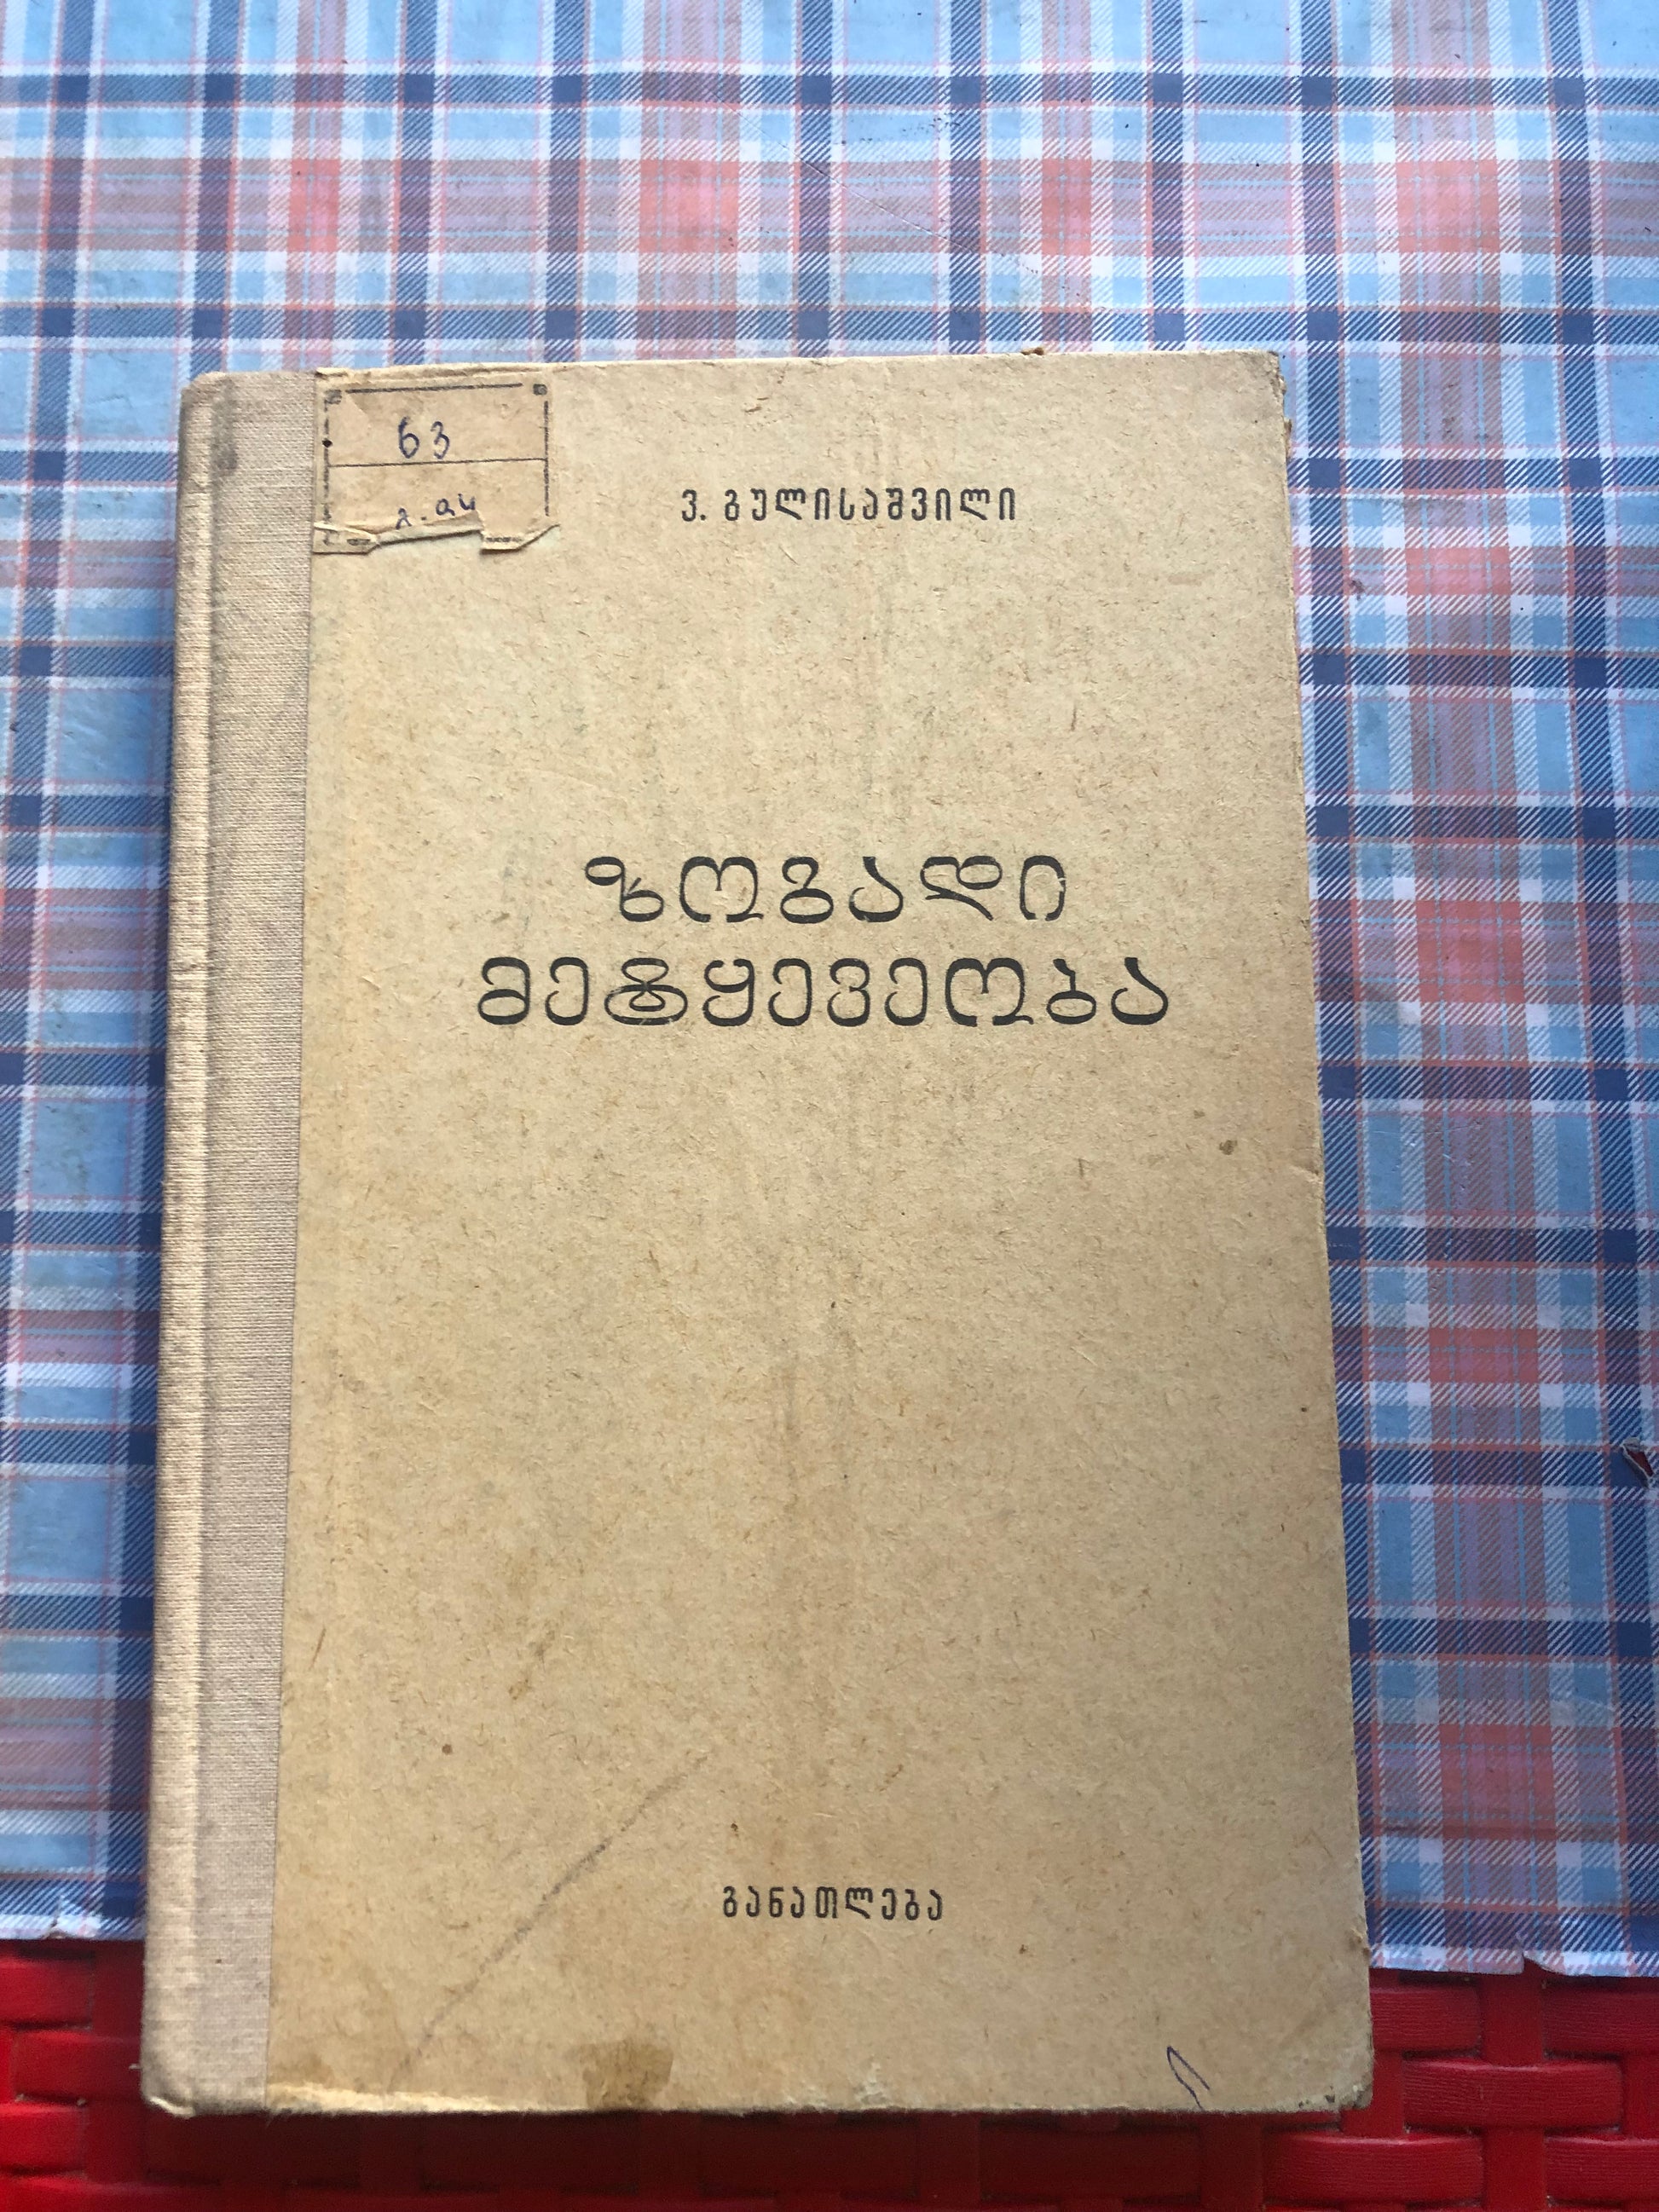 63
ვ. გულისაშვილი
ზოგადი
მეტყევეობა
განათლება